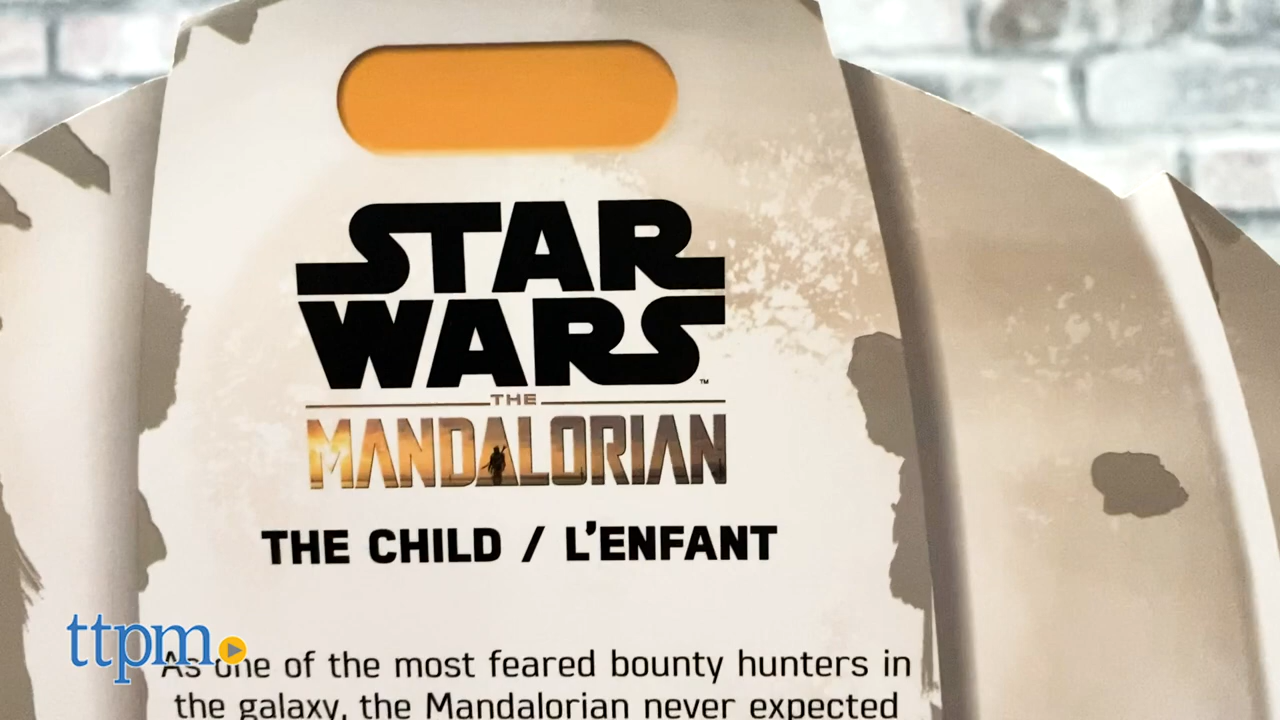 STAR
WARS
™
THE
MANDALORIAN
THE CHILD / L'ENFANT
ttpm
As one of the most feared bounty hunters in
the galaxy, the Mandalorian never expected